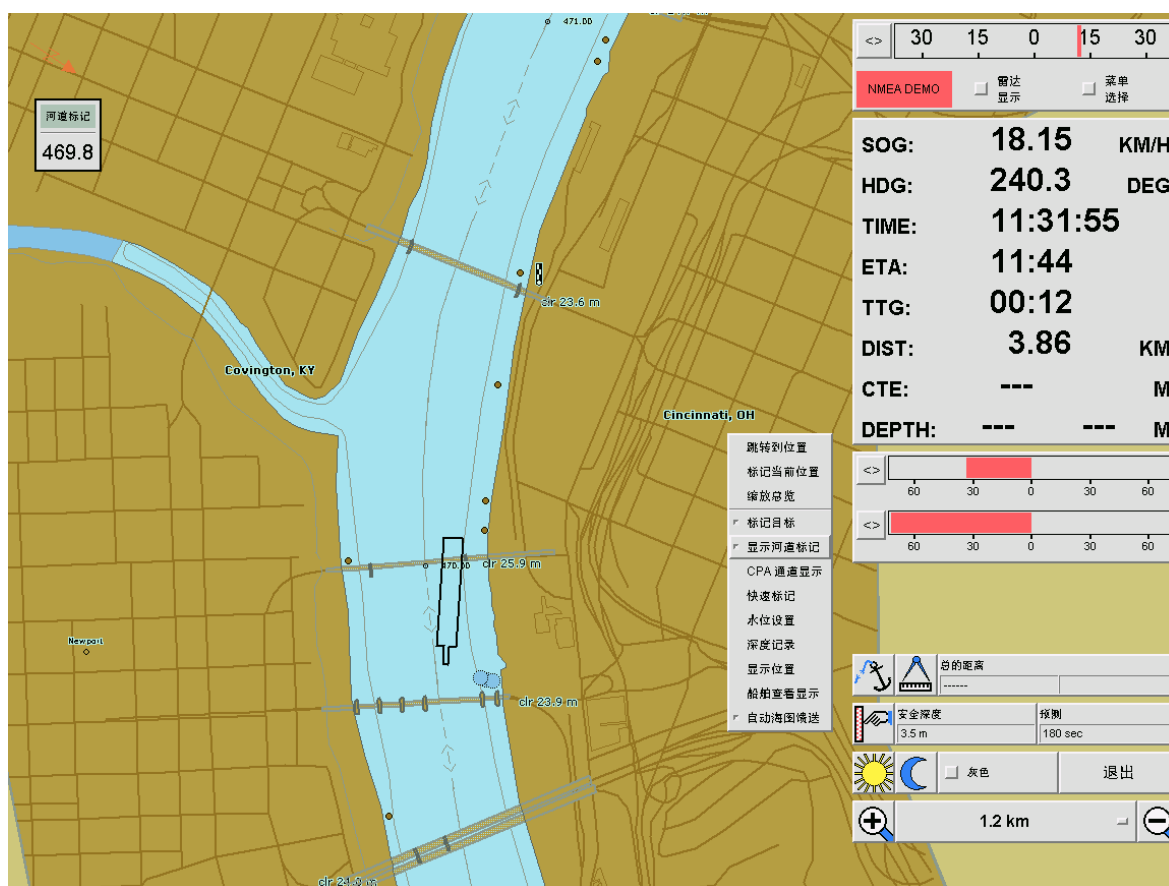 471.00
河道标记
469.8
clr 23.6 m
Covington, KY
Cincinnati, OH
470.00
clr 25.9 m
Newport
clr 23.9 m
跳转到位置
标记当前位置
缩放总览
标记目标
显示河道标记
CPA 通道显示
快速标记
水位设置
深度记录
显示位置
船舶查看显示
自动海图馈送
<> 30 15 0 15 30
NMEA DEMO
雷达
显示
菜单
选择
SOG: 18.15 KM/H
HDG: 240.3 DEG
TIME: 11:31:55
ETA: 11:44
TTG: 00:12
DIST: 3.86 KM
CTE: --- M
DEPTH: --- --- M
<>
60 30 0 30 60
<>
60 30 0 30 60
总的距离
------
安全深度
3.5 m
预测
180 sec
灰色
退出
1.2 km